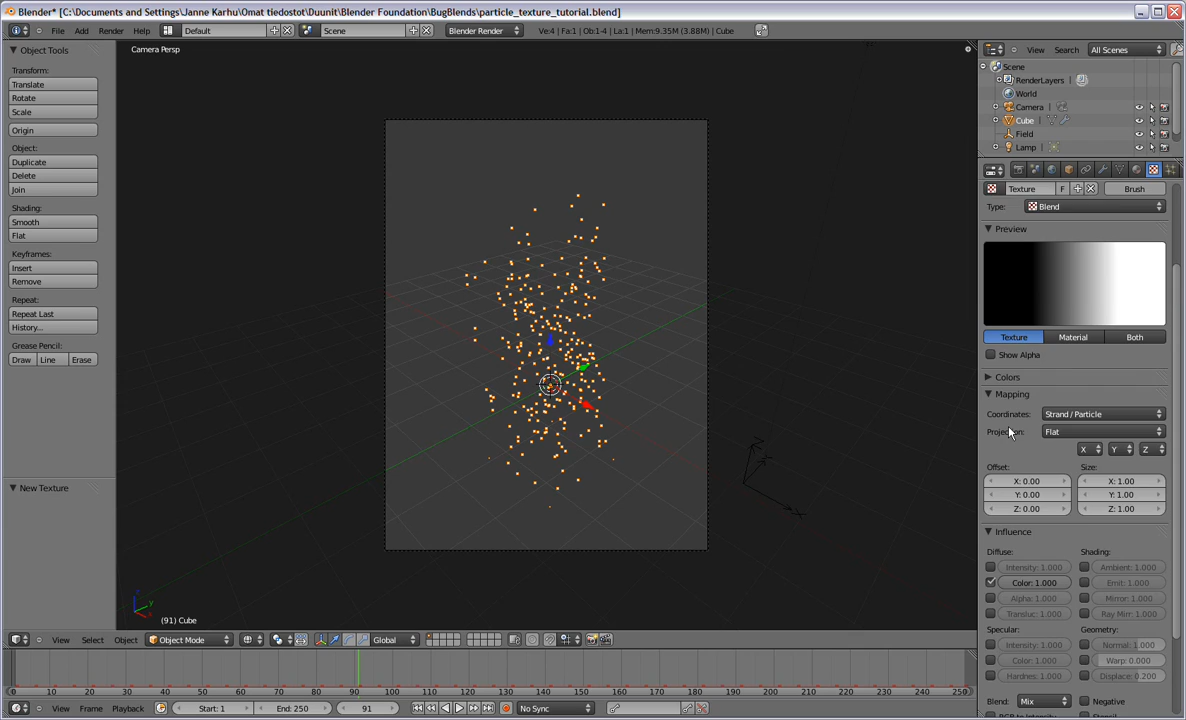 Blender* [C:\Documents and Settings\Janne Karhu\Omat tiedostot\Duunit\Blender Foundation\BugBlends\particle_texture_tutorial.blend]
File Add Render Help Default Scene Blender Render Ve:4 | Fa:1 | Ob:1-4 | La:1 | Mem:9.35M (3.88M) | Cube
Object Tools
Transform:
Translate
Rotate
Scale
Origin
Object:
Duplicate
Delete
Join
Shading:
Smooth
Flat
Keyframes:
Insert
Remove
Repeat:
Repeat Last
History...
Grease Pencil:
Draw Line Erase
New Texture
Camera Persp
(91) Cube
View Select Object Object Mode Global
0 10 20 30 40 50 60 70 80 90 100 110 120 130 140 150 160 170 180 190 200 210 220 230 240 250
View Frame Playback Start: 1 End: 250 91 No Sync
View Search All Scenes
Scene
RenderLayers |
World
Camera |
Cube |
Field
Lamp |
Texture F Brush
Type: Blend
Preview
Texture Material Both
Show Alpha
Colors
Mapping
Coordinates: Strand / Particle
Projection: Flat
X Y Z
Offset: Size:
X: 0.00 X: 1.00
Y: 0.00 Y: 1.00
Z: 0.00 Z: 1.00
Influence
Diffuse: Shading:
Intensity: 1.000 Ambient: 1.000
Color: 1.000 Emit: 1.000
Alpha: 1.000 Mirror: 1.000
Transluc: 1.000 Ray Mirr: 1.000
Specular: Geometry:
Intensity: 1.000 Normal: 1.000
Color: 1.000 Warp: 0.000
Hardness: 1.000 Displace: 0.200
Blend: Mix Negative
RGB to Intensity Stencil